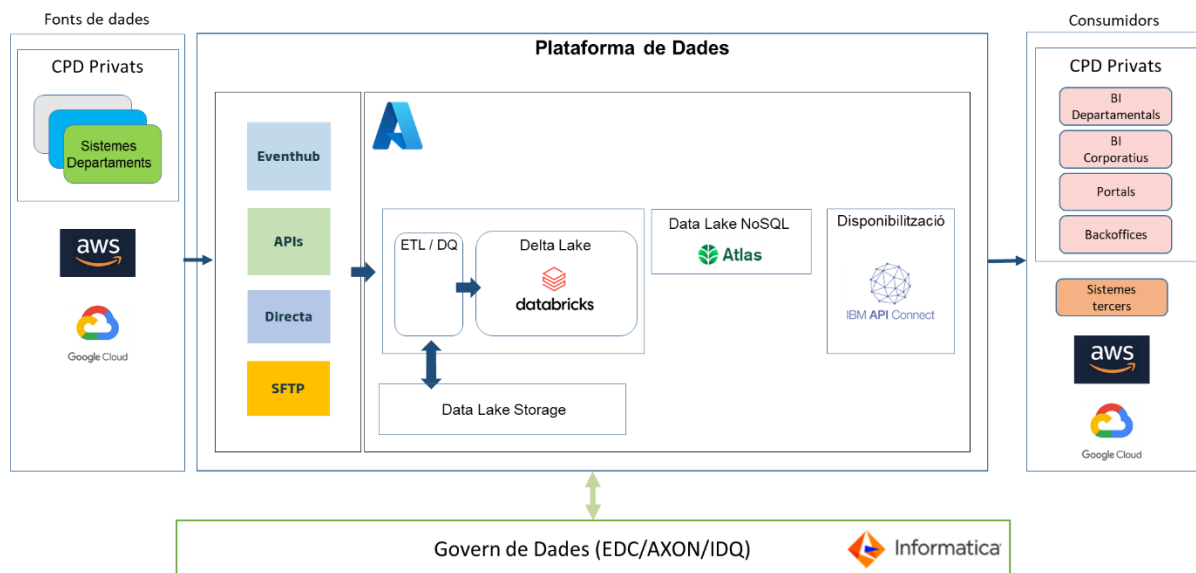 Fonts de dades
CPD Privats
Sistemes
Departaments
aws
Google Cloud
Plataforma de Dades
Eventhub
APIs
Directa
SFTP
ETL / DQ
Delta Lake
databricks
Data Lake Storage
Data Lake NoSQL
Atlas
Disponibilització
IBM API Connect
Consumidors
CPD Privats
BI
Departamentals
BI
Corporatius
Portals
Backoffices
Sistemes
tercers
aws
Google Cloud
Govern de Dades (EDC/AXON/IDQ)
Informatica